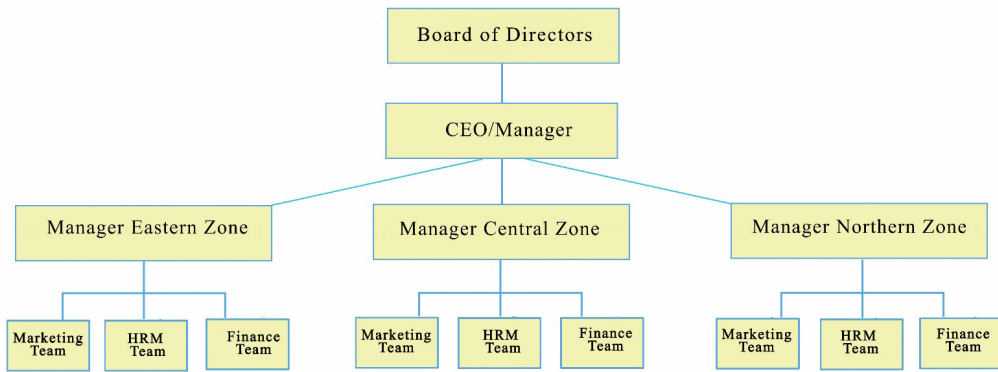 Board of Directors
CEO/Manager
Manager Eastern Zone
Manager Central Zone
Manager Northern Zone
Marketing
Team
HRM
Team
Finance
Team
Marketing
Team
HRM
Team
Finance
Team
Marketing
Team
HRM
Team
Finance
Team